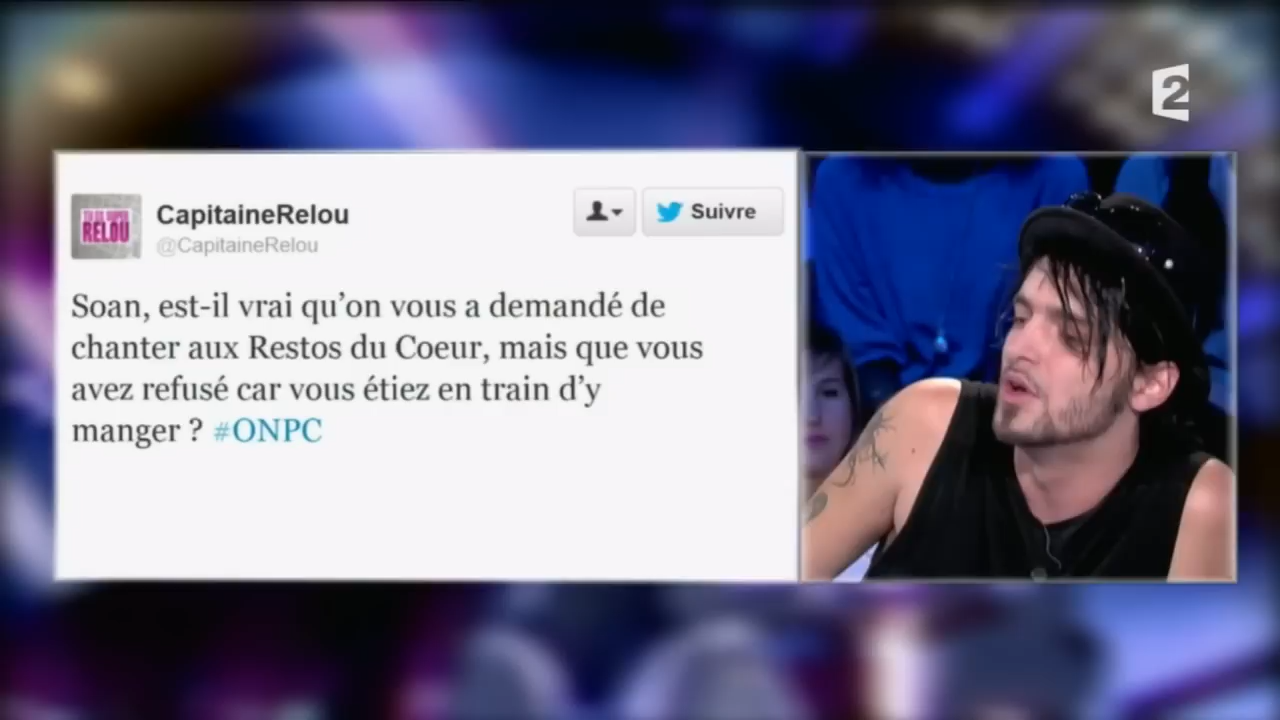 2
RELOU
CapitaineRelou
@CapitaineRelou
Suivre
Soan, est-il vrai qu’on vous a demandé de
chanter aux Restos du Coeur, mais que vous
avez refusé car vous étiez en train d’y
manger ? #ONPC